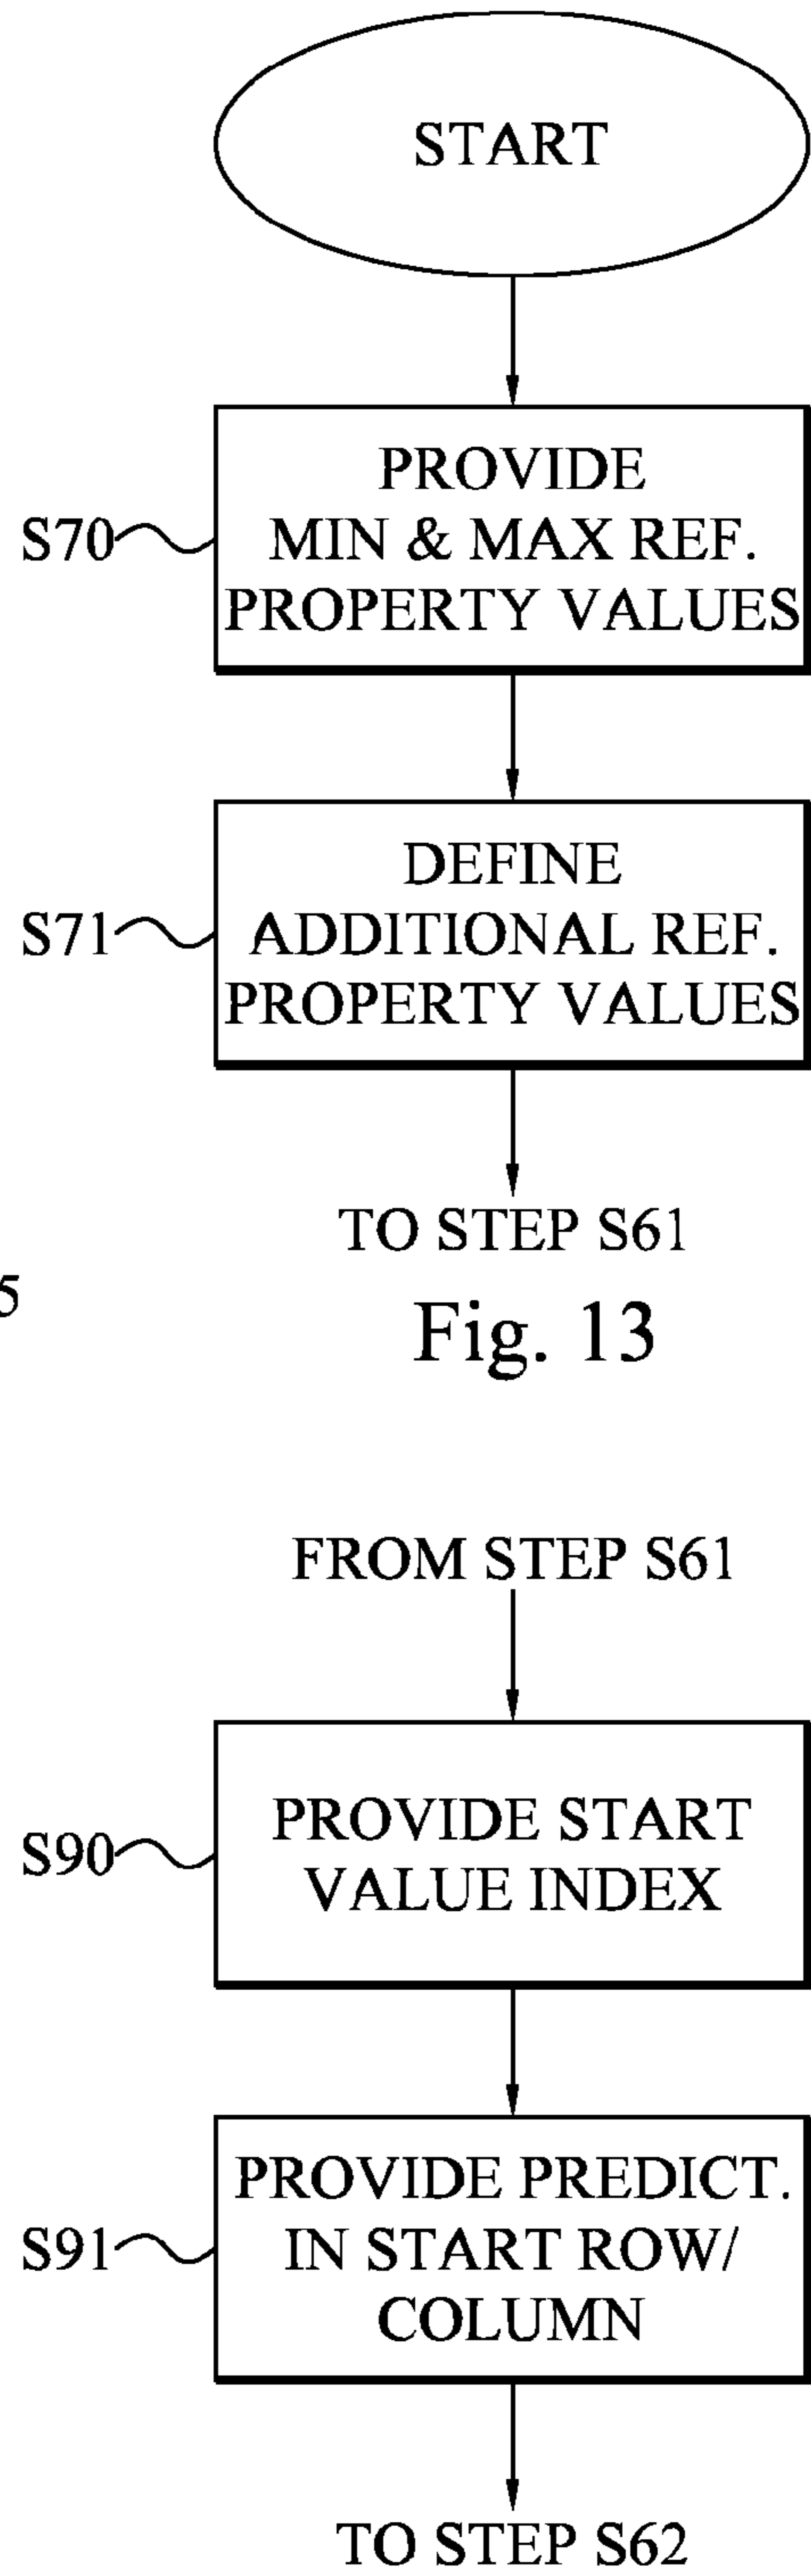 START
PROVIDE
S70
MIN & MAX REF.
PROPERTY VALUES
DEFINE
S71
ADDITIONAL REF.
PROPERTY VALUES
TO STEP S61
5
Fig. 13
FROM STEP S61
PROVIDE START
S90
VALUE INDEX
PROVIDE PREDICT.
S91
IN START ROW/
COLUMN
TO STEP S62